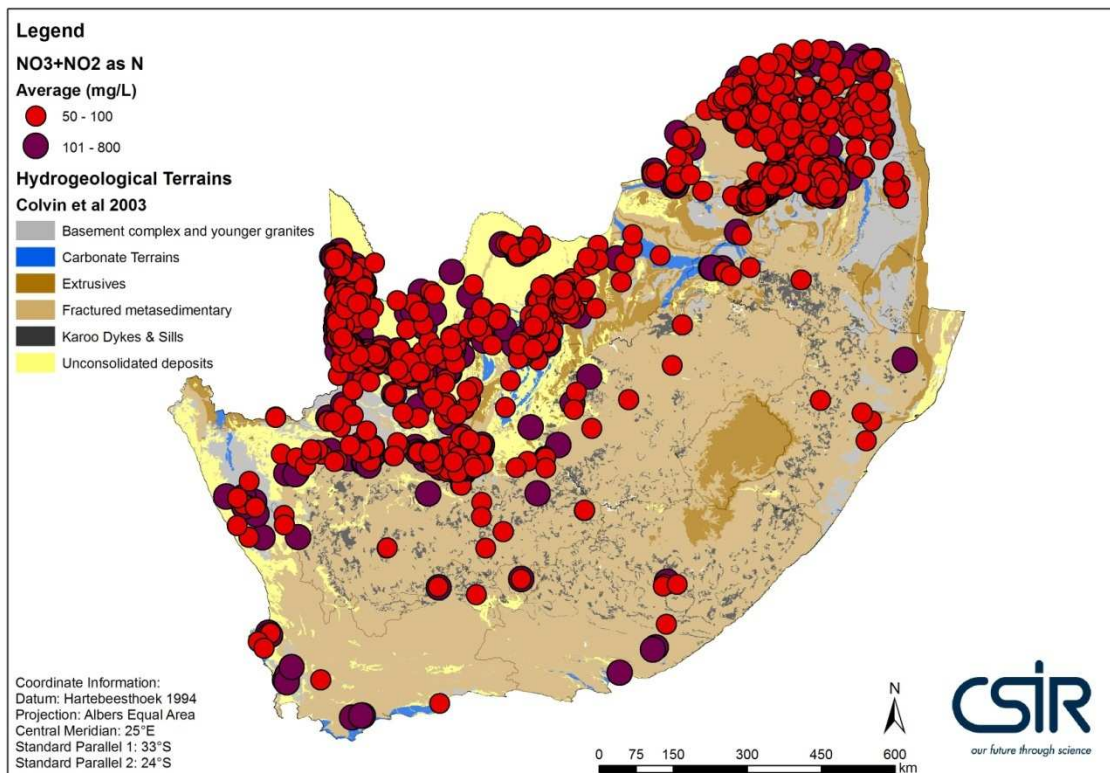 Legend
NO3+NO2 as N
Average (mg/L)
50 - 100
101 - 800
Hydrogeological Terrains
Colvin et al 2003
Basement complex and younger granites
Carbonate Terrains
Extrusives
Fractured metasedimentary
Karoo Dykes & Sills
Unconsolidated deposits
Coordinate Information:
Datum: Hartebeesthoek 1994
Projection: Albers Equal Area
Central Meridian: 25°E
Standard Parallel 1: 33°S
Standard Parallel 2: 24°S
N
0 75 150 300 450 600
km
CSIR
our future through science